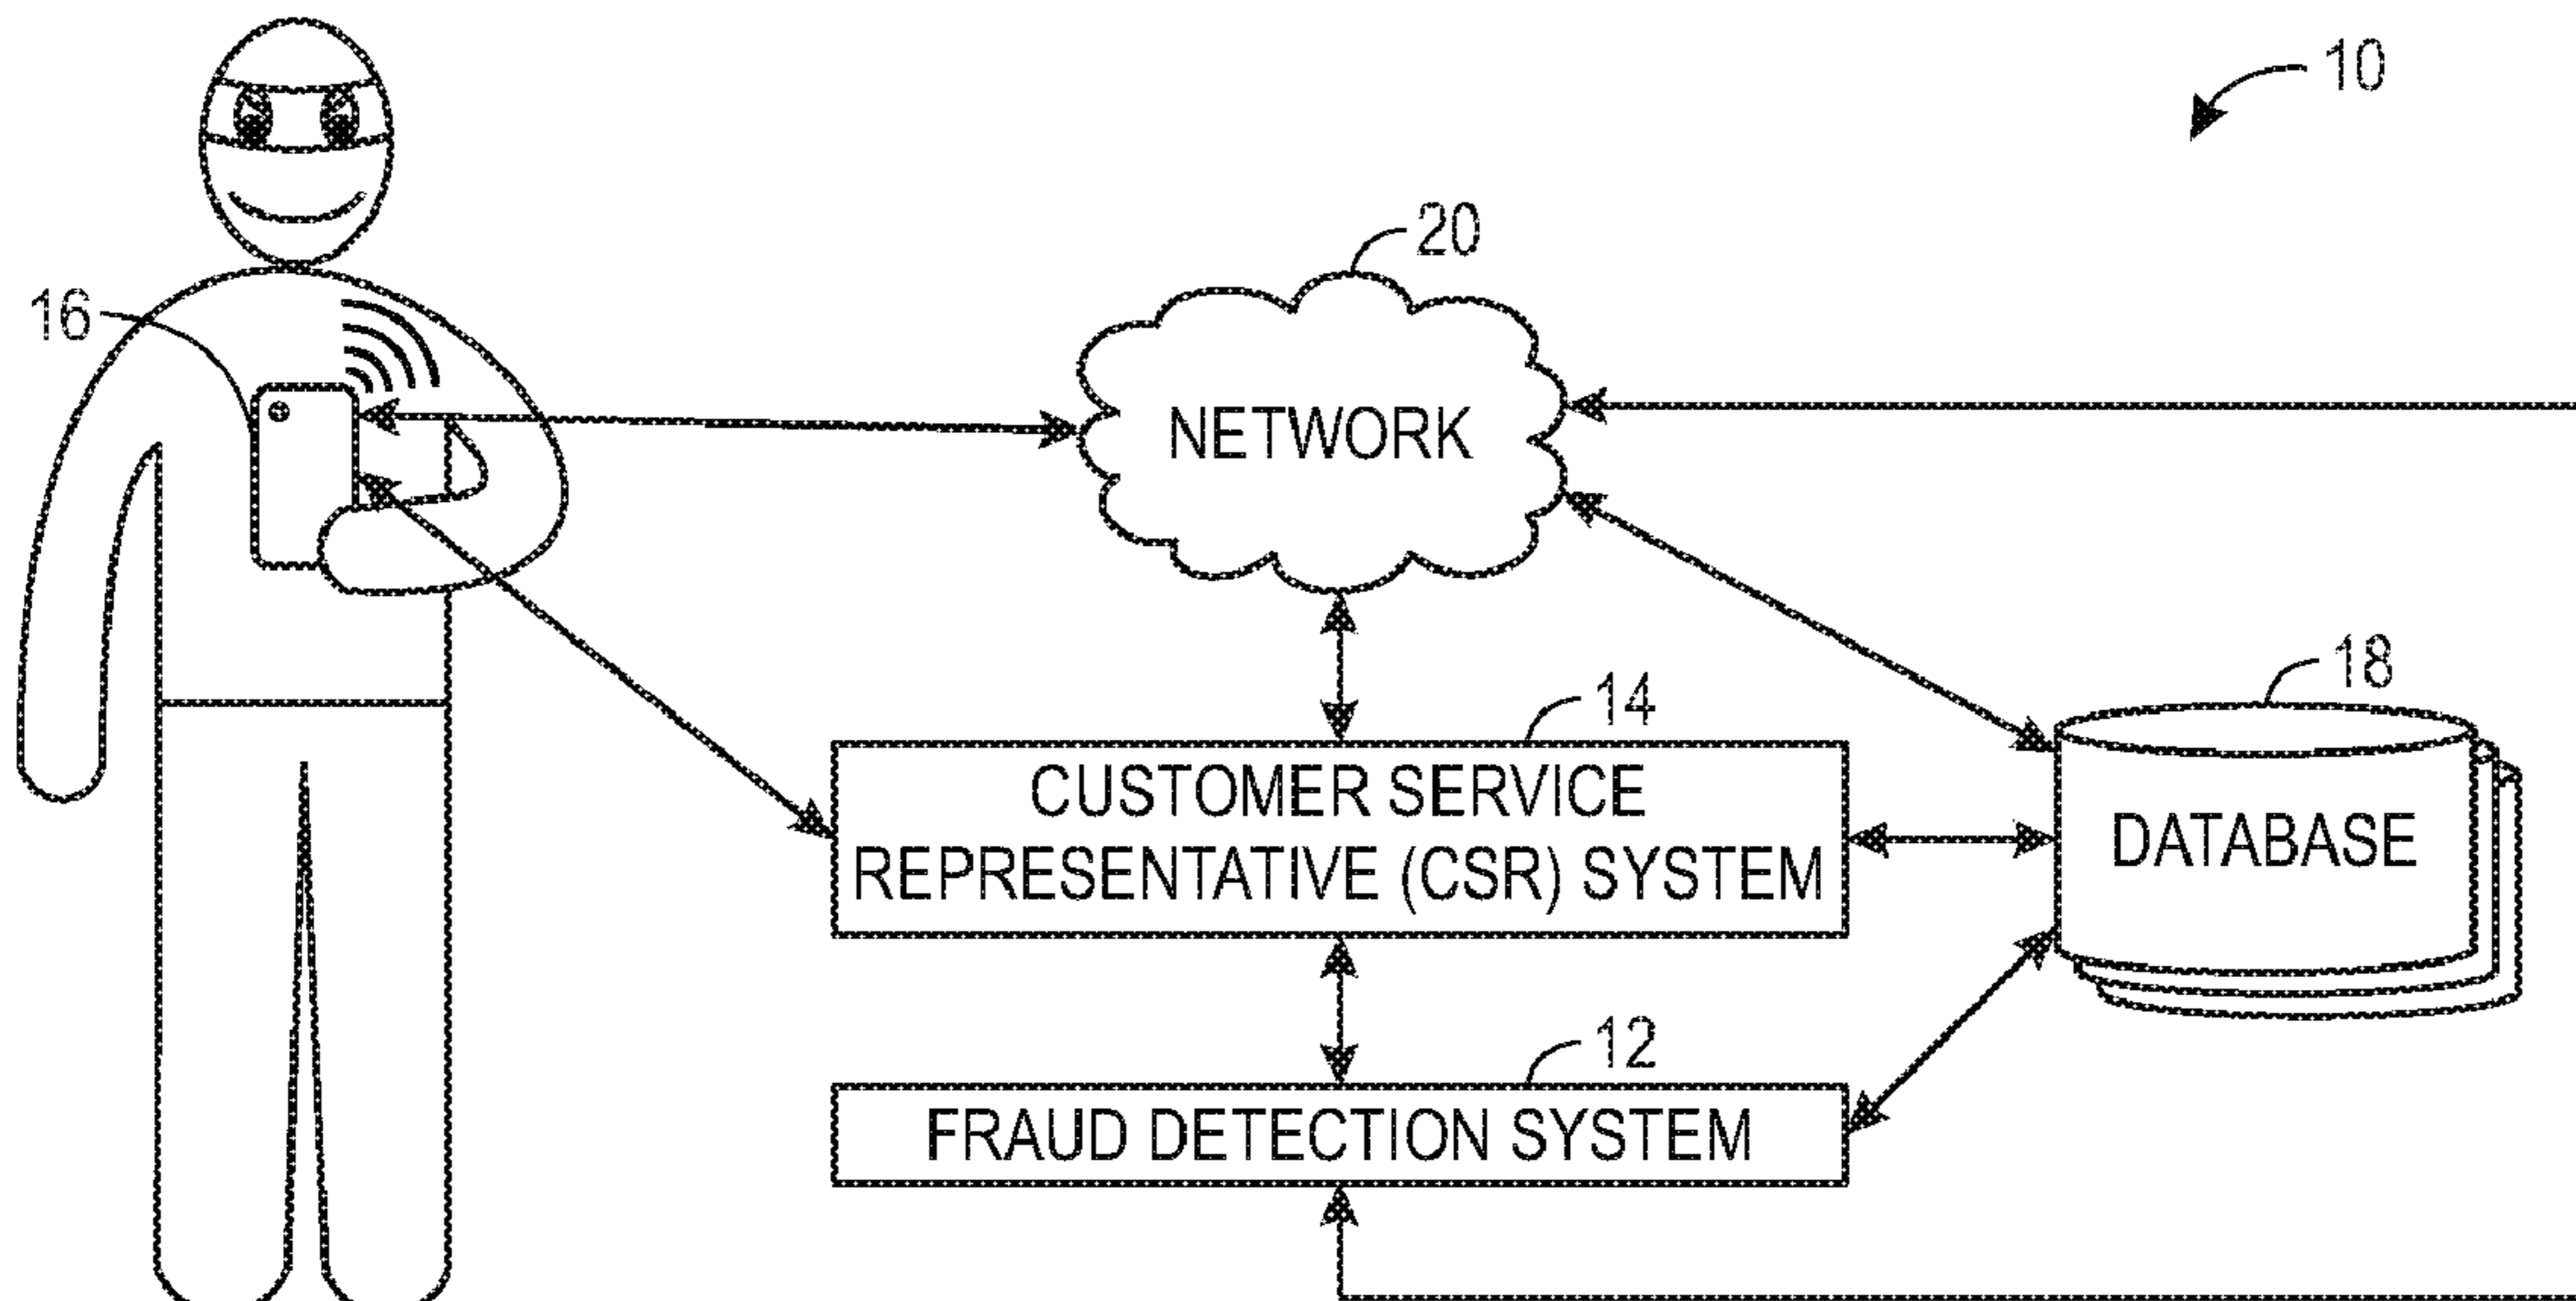 10
20
16
NETWORK
18
14
CUSTOMER SERVICE
REPRESENTATIVE (CSR) SYSTEM
DATABASE
12
FRAUD DETECTION SYSTEM